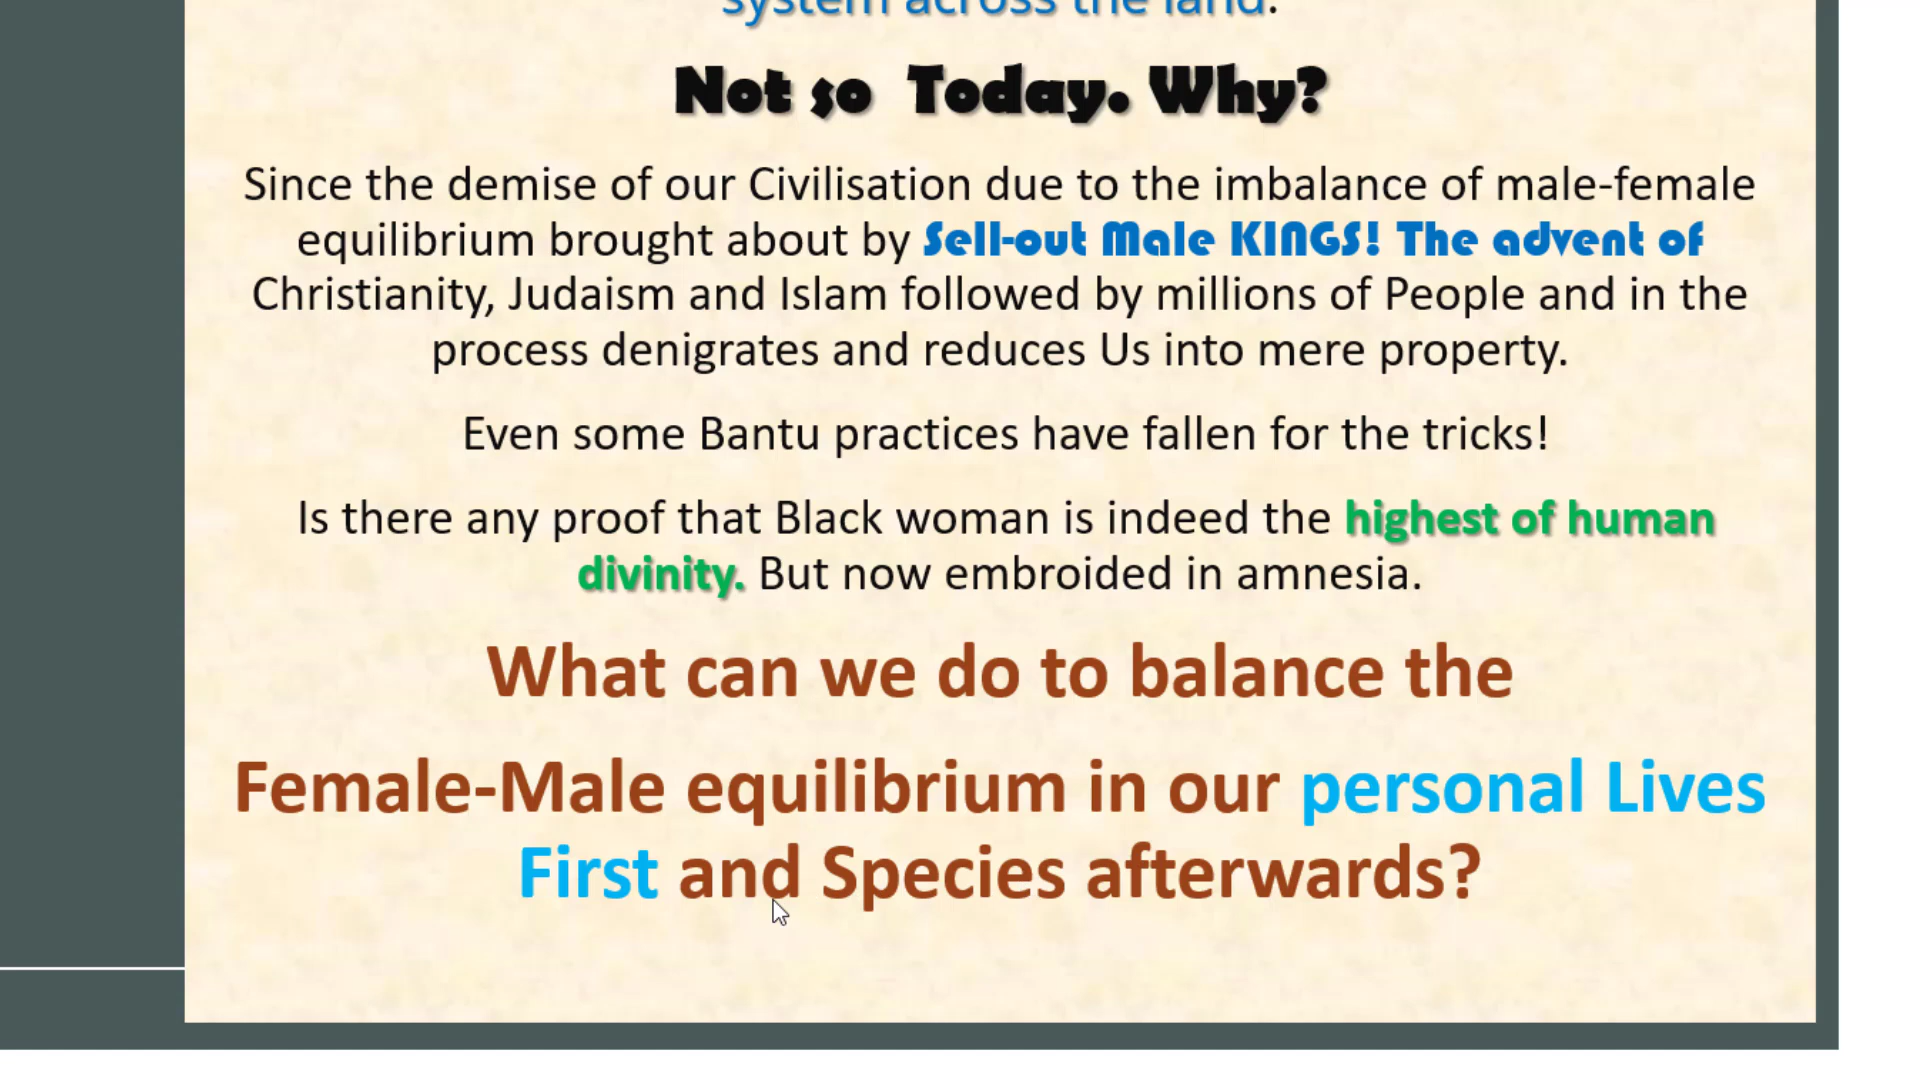 system across the land.
Not so Today. Why?
Since the demise of our Civilisation due to the imbalance of male-female
equilibrium brought about by Sell-out Male KINGS! The advent of
Christianity, Judaism and Islam followed by millions of People and in the
process denigrates and reduces Us into mere property.
Even some Bantu practices have fallen for the tricks!
Is there any proof that Black woman is indeed the highest of human
divinity. But now embroided in amnesia.
What can we do to balance the
Female-Male equilibrium in our personal Lives
First and Species afterwards?